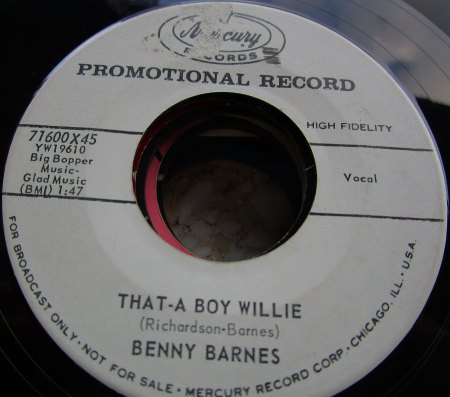 Mercury
RECORDS
PROMOTIONAL RECORD
71600X45
YW19610
Big Bopper
Music-
Glad Music
(BMI) 1:47
HIGH FIDELITY
Vocal
THAT-A BOY WILLIE
(Richardson-Barnes)
BENNY BARNES
FOR BROADCAST ONLY • NOT FOR SALE • MERCURY RECORD CORP • CHICAGO, ILL. • U.S.A.